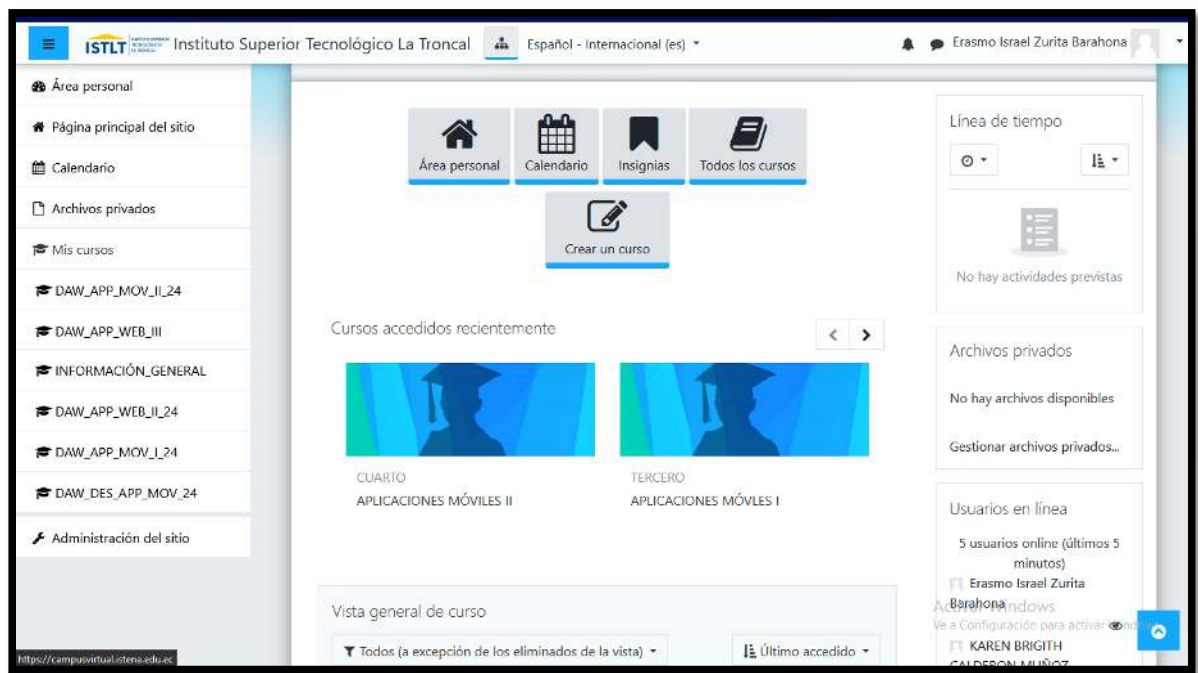 ISTLT
Instituto Superior Tecnológico La Troncal
Español - Internacional (es)
Erasmo Israel Zurita Barahona
Área personal
Página principal del sitio
Calendario
Archivos privados
Mis cursos
DAW_APP_MOV_II_24
DAW_APP_WEB_III
INFORMACIÓN_GENERAL
DAW_APP_WEB_II_24
DAW_APP_MOV_I_24
DAW_DES_APP_MOV_24
Administración del sitio
https://campusvirtual.istena.edu.ec
Área personal
Calendario
Insignias
Todos los cursos
Crear un curso
Cursos accedidos recientemente
CUARTO
APLICACIONES MÓVILES II
TERCERO
APLICACIONES MÓVLES I
Vista general de curso
Todos (a excepción de los eliminados de la vista)
Último accedido
Línea de tiempo
No hay actividades previstas
Archivos privados
No hay archivos disponibles
Gestionar archivos privados...
Usuarios en línea
5 usuarios online (últimos 5
minutos)
Erasmo Israel Zurita
Barahona
Activar Windows
Ve a Configuración para activar Windows
KAREN BRIGITH
CALDERON MUÑOZ